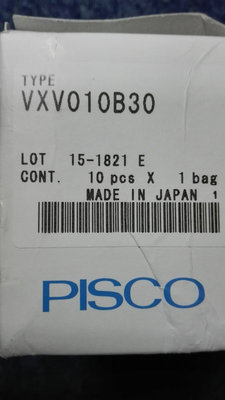 TYPE
VXV010B30
LOT 15-1821 E
CONT. 10 pcs X 1 bag
MADE IN JAPAN 1
PISCO